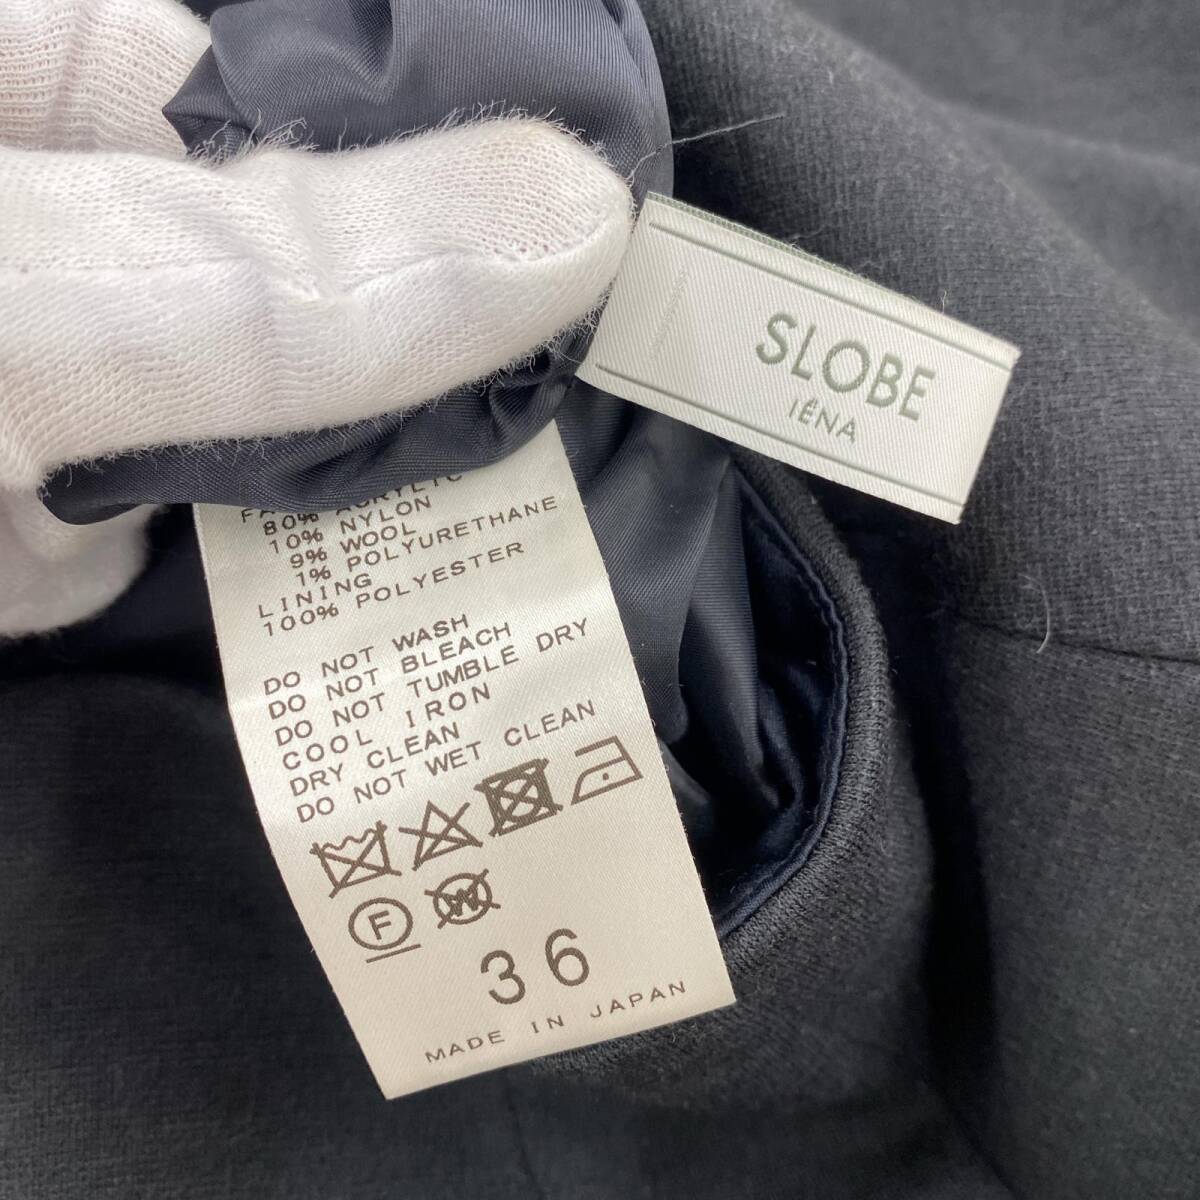 SLOBE
IÉNA
80% ACRYLIC
10% NYLON
9% WOOL
1% POLYURETHANE
LINING
100% POLYESTER
DO NOT WASH
DO NOT BLEACH
DO NOT TUMBLE DRY
COOL IRON
DRY CLEAN
DO NOT WET CLEAN
F W
36
MADE IN JAPAN